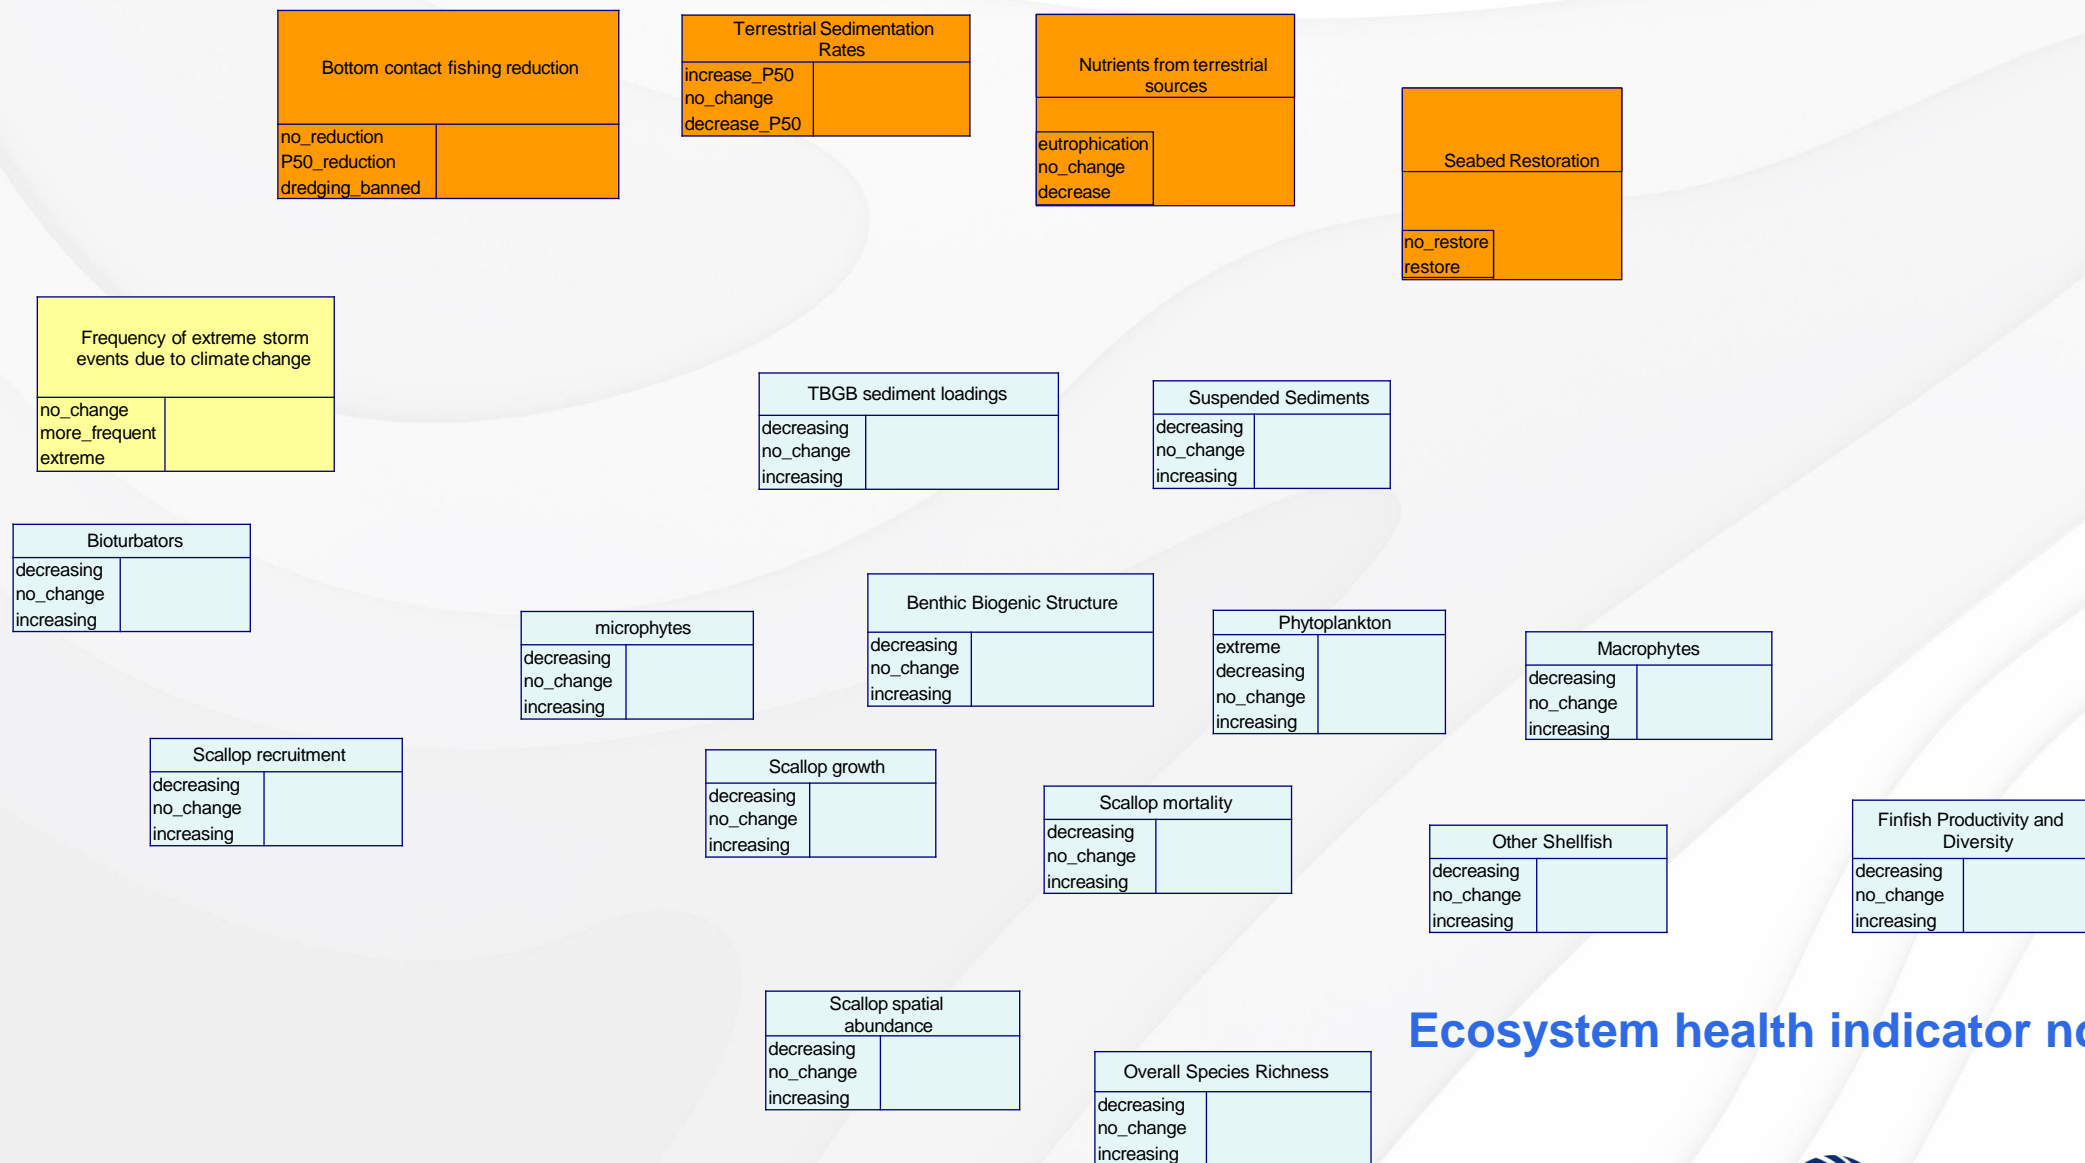 Bottom contact fishing reduction
no_reduction
P50_reduction
dredging_banned
Terrestrial Sedimentation
Rates
increase_P50
no_change
decrease_P50
Nutrients from terrestrial
sources
eutrophication
no_change
decrease
Seabed Restoration
no_restore
restore
Frequency of extreme storm
events due to climate change
no_change
more_frequent
extreme
TBGB sediment loadings
decreasing
no_change
increasing
Suspended Sediments
decreasing
no_change
increasing
Bioturbators
decreasing
no_change
increasing
microphytes
decreasing
no_change
increasing
Benthic Biogenic Structure
decreasing
no_change
increasing
Phytoplankton
extreme
decreasing
no_change
increasing
Macrophytes
decreasing
no_change
increasing
Scallop recruitment
decreasing
no_change
increasing
Scallop growth
decreasing
no_change
increasing
Scallop mortality
decreasing
no_change
increasing
Other Shellfish
decreasing
no_change
increasing
Finfish Productivity and
Diversity
decreasing
no_change
increasing
Scallop spatial
abundance
decreasing
no_change
increasing
Overall Species Richness
decreasing
no_change
increasing
Ecosystem health indicator